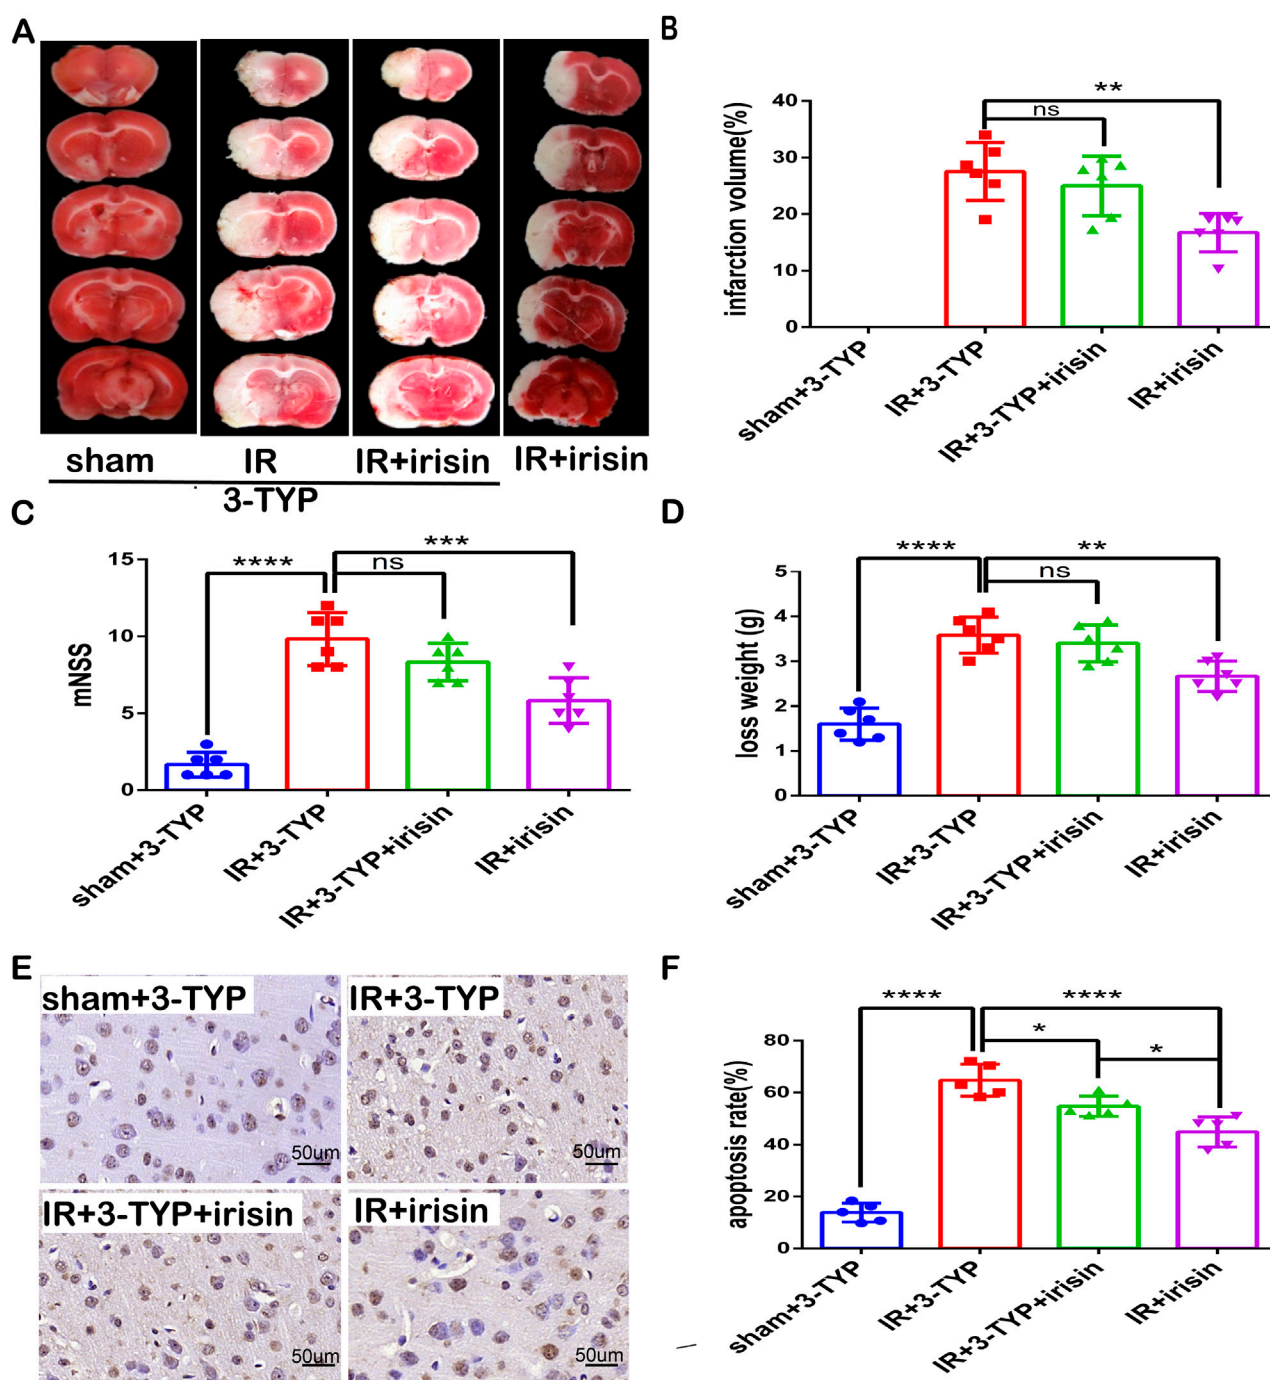 A
sham IR IR+irisin IR+irisin
3-TYP
B
infarction volume(%)
40
30
20
10
0
**
ns
sham+3-TYP
IR+3-TYP
IR+3-TYP+irisin
IR+irisin
C
mNSS
15
10
5
0
****
***
ns
sham+3-TYP
IR+3-TYP
IR+3-TYP+irisin
IR+irisin
D
loss weight (g)
5
4
3
2
1
0
****
**
ns
sham+3-TYP
IR+3-TYP
IR+3-TYP+irisin
IR+irisin
E
sham+3-TYP
50um
IR+3-TYP
50um
IR+3-TYP+irisin
50um
IR+irisin
50um
F
apoptosis rate(%)
80
60
40
20
0
****
****
*
*
sham+3-TYP
IR+3-TYP
IR+3-TYP+irisin
IR+irisin